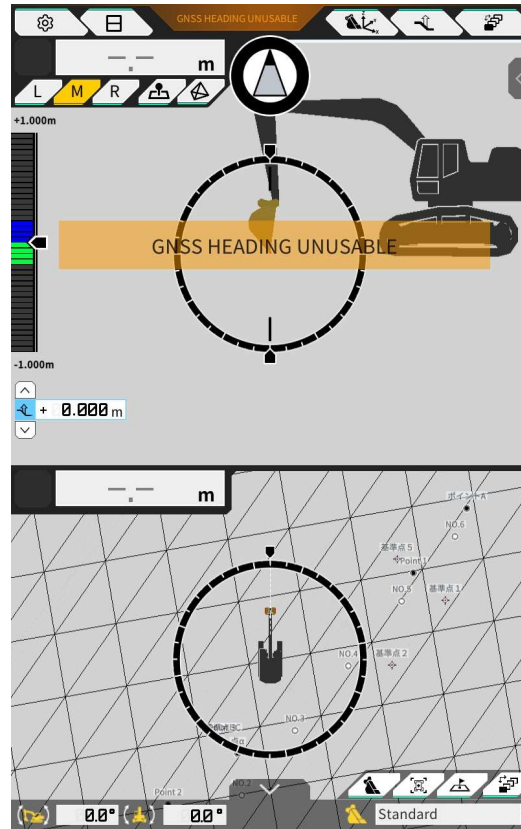 GNSS HEADING UNUSABLE
--.-- m
L M R
+1.000m
GNSS HEADING UNUSABLE
-1.000m
+ 0.000 m
--.-- m
ポイントA
NO.6
基準点5
Point1
NO.5
基準点1
NO.4
基準点2
NO.3
NO.2
Point 2
0.0°
0.0°
Standard